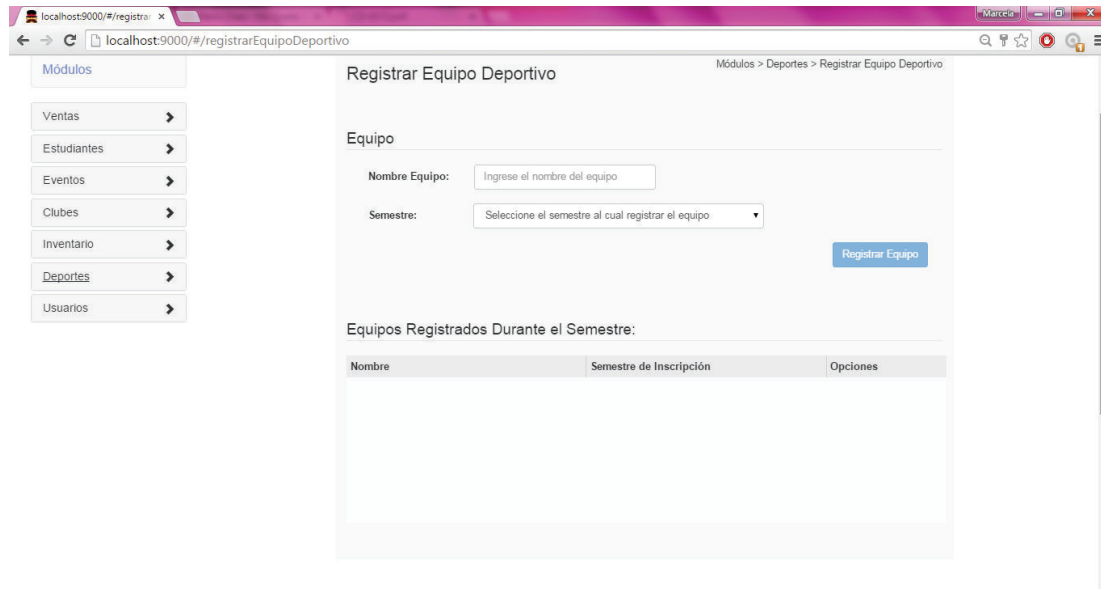 localhost:9000/#/registrar
Marcela
localhost:9000/#/registrarEquipoDeportivo
Módulos
Ventas
Estudiantes
Eventos
Clubes
Inventario
Deportes
Usuarios
Registrar Equipo Deportivo
Módulos > Deportes > Registrar Equipo Deportivo
Equipo
Nombre Equipo: Ingrese el nombre del equipo
Semestre: Seleccione el semestre al cual registrar el equipo
Registrar Equipo
Equipos Registrados Durante el Semestre:
Nombre Semestre de Inscripción Opciones